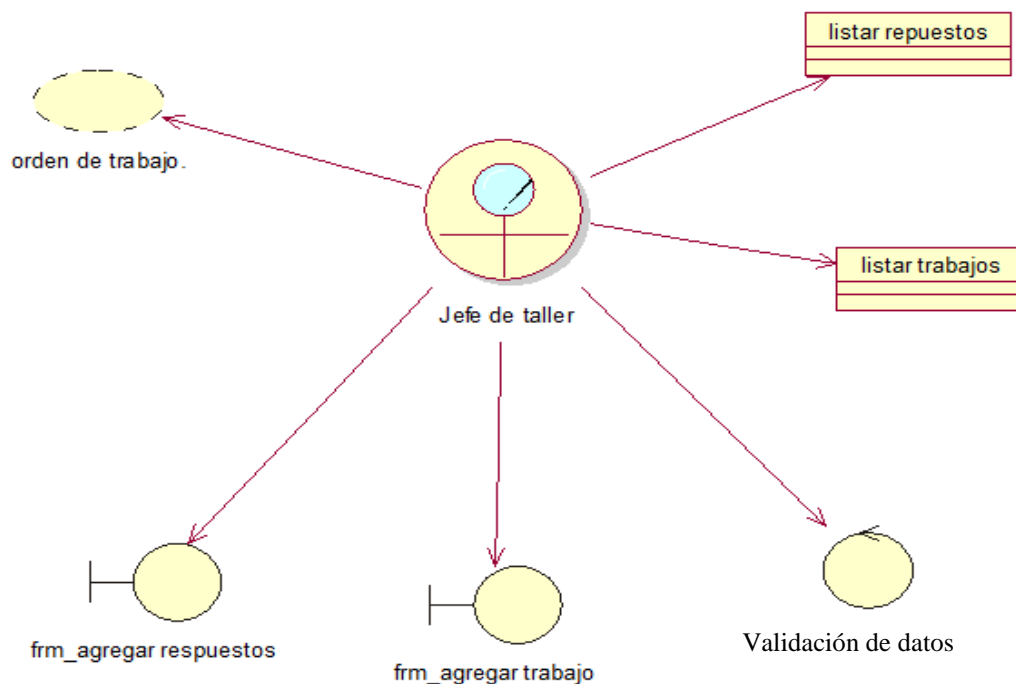 listar repuestos
orden de trabajo.
listar trabajos
Jefe de taller
frm_agregar respuestos
frm_agregar trabajo
Validación de datos